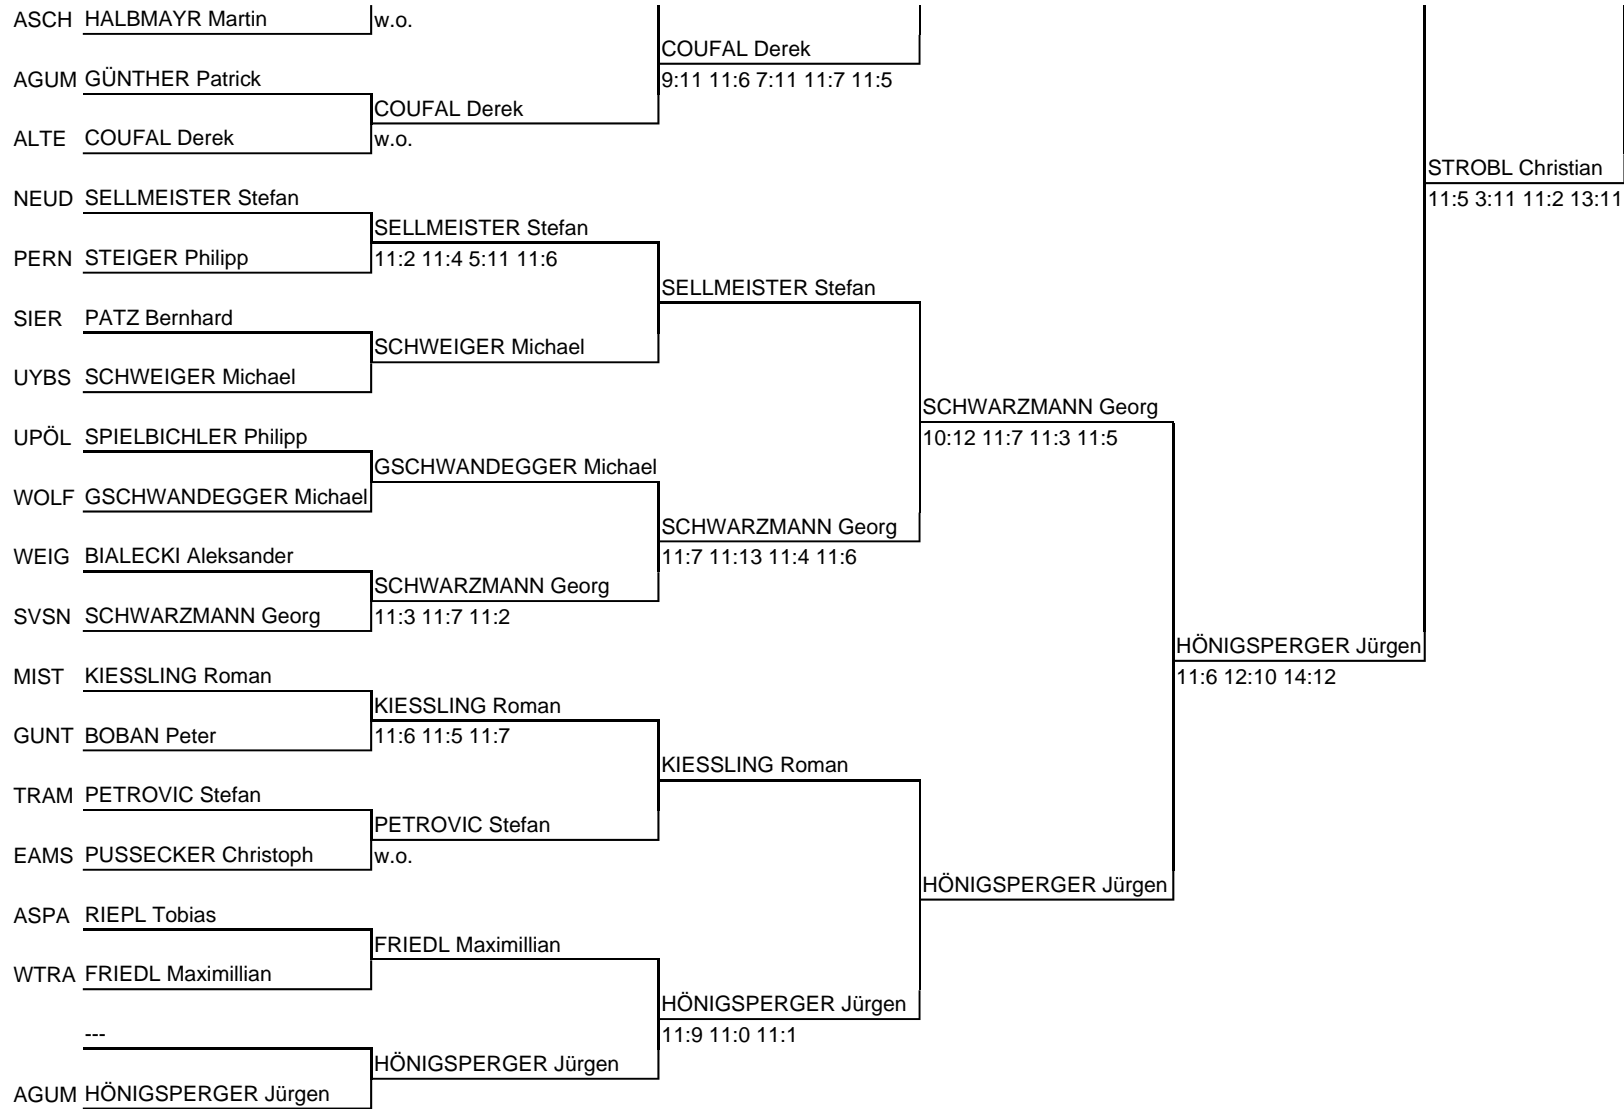 ASCH HALBMAYR Martin w.o.
COUFAL Derek
AGUM GÜNTHER Patrick 9:11 11:6 7:11 11:7 11:5
COUFAL Derek
ALTE COUFAL Derek w.o.
STROBL Christian
NEUD SELLMEISTER Stefan 11:5 3:11 11:2 13:11
SELLMEISTER Stefan
PERN STEIGER Philipp 11:2 11:4 5:11 11:6
SELLMEISTER Stefan
SIER PATZ Bernhard
SCHWEIGER Michael
UYBS SCHWEIGER Michael
SCHWARZMANN Georg
UPÖL SPIELBICHLER Philipp 10:12 11:7 11:3 11:5
GSCHWANDEGGER Michael
WOLF GSCHWANDEGGER Michael
SCHWARZMANN Georg
WEIG BIALECKI Aleksander 11:7 11:13 11:4 11:6
SCHWARZMANN Georg
SVSN SCHWARZMANN Georg 11:3 11:7 11:2
HÖNIGSPERGER Jürgen
MIST KIESSLING Roman 11:6 12:10 14:12
KIESSLING Roman
GUNT BOBAN Peter 11:6 11:5 11:7
KIESSLING Roman
TRAM PETROVIC Stefan
PETROVIC Stefan
EAMS PUSSECKER Christoph w.o.
HÖNIGSPERGER Jürgen
ASPA RIEPL Tobias
FRIEDL Maximillian
WTRA FRIEDL Maximillian
HÖNIGSPERGER Jürgen
--- 11:9 11:0 11:1
HÖNIGSPERGER Jürgen
AGUM HÖNIGSPERGER Jürgen